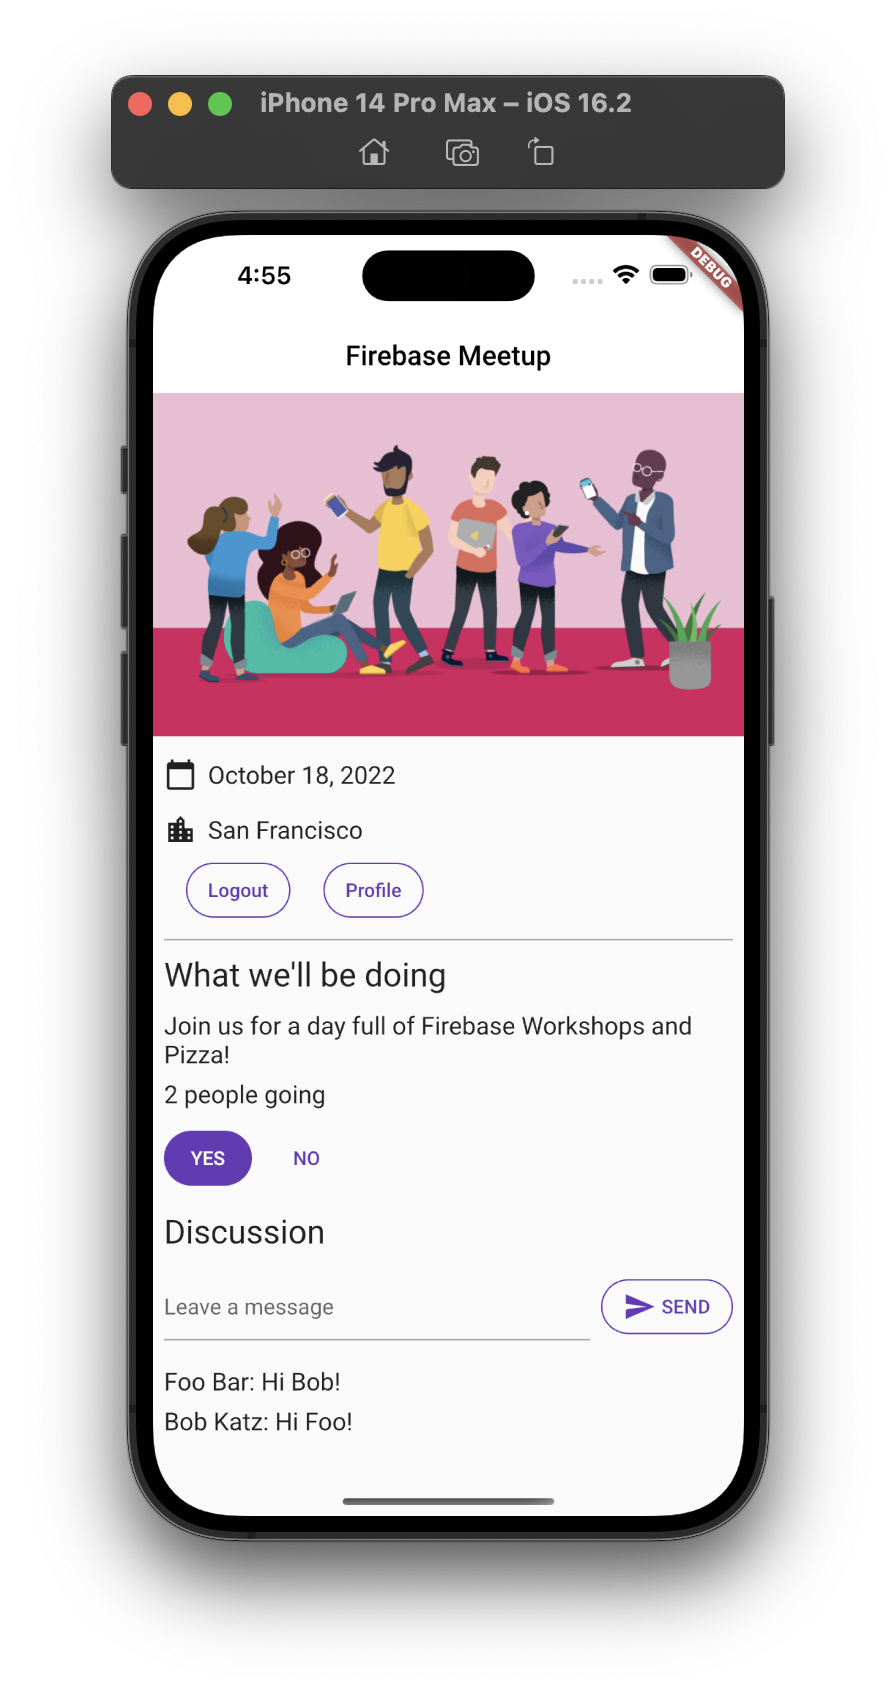 iPhone 14 Pro Max – iOS 16.2
4:55
DEBUG
Firebase Meetup
October 18, 2022
San Francisco
Logout Profile
What we'll be doing
Join us for a day full of Firebase Workshops and
Pizza!
2 people going
YES NO
Discussion
Leave a message SEND
Foo Bar: Hi Bob!
Bob Katz: Hi Foo!